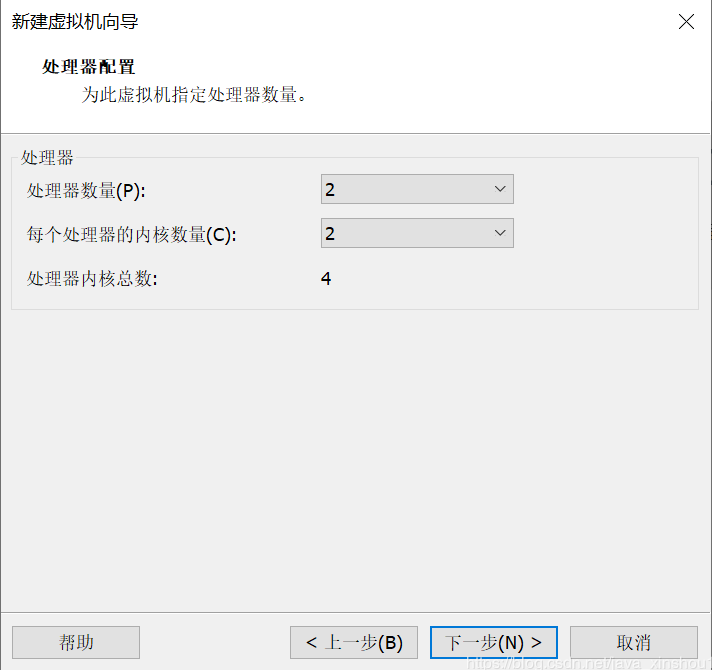 新建虚拟机向导
处理器配置
为此虚拟机指定处理器数量。
处理器
处理器数量(P):
2
每个处理器的内核数量(C):
2
处理器内核总数:
4
帮助
< 上一步(B)
下一步(N) >
取消
https://blog.csdn.net/java_xinshou